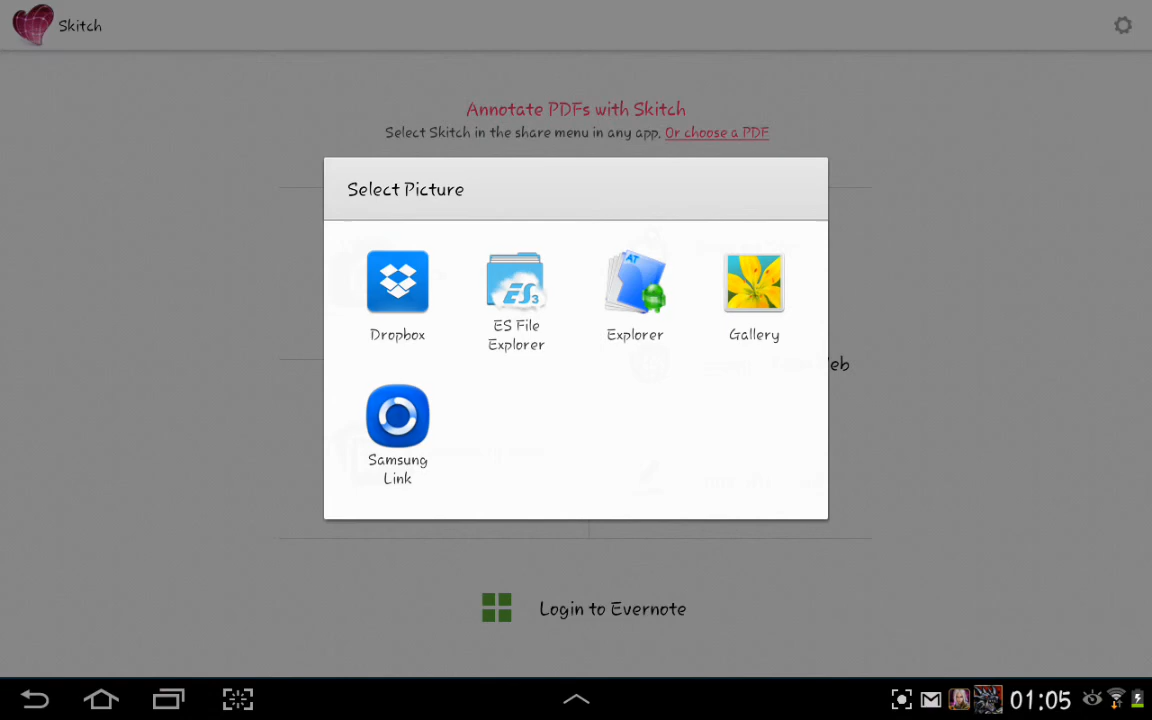 Skitch
Annotate PDFs with Skitch
Select Skitch in the share menu in any app. Or choose a PDF
Select Picture
Dropbox
ES File
Explorer
Explorer
Gallery
Samsung
Link
Login to Evernote
01:05